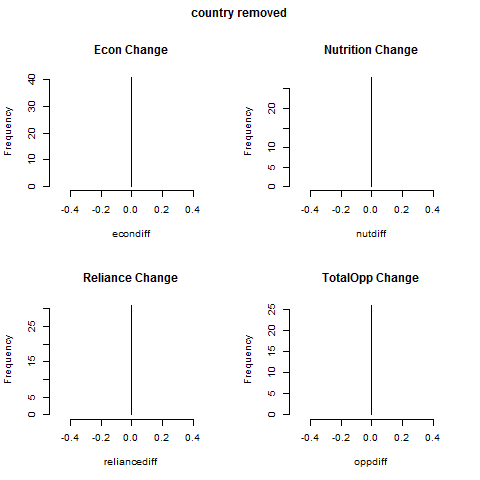 country removed
Econ Change
Frequency
0 10 20 30 40
-0.4 -0.2 0.0 0.2 0.4
econdiff
Nutrition Change
Frequency
0 5 10 20
-0.4 -0.2 0.0 0.2 0.4
nutdiff
Reliance Change
Frequency
0 5 15 25
-0.4 -0.2 0.0 0.2 0.4
reliancediff
TotalOpp Change
Frequency
0 5 10 15 20 25
-0.4 -0.2 0.0 0.2 0.4
oppdiff